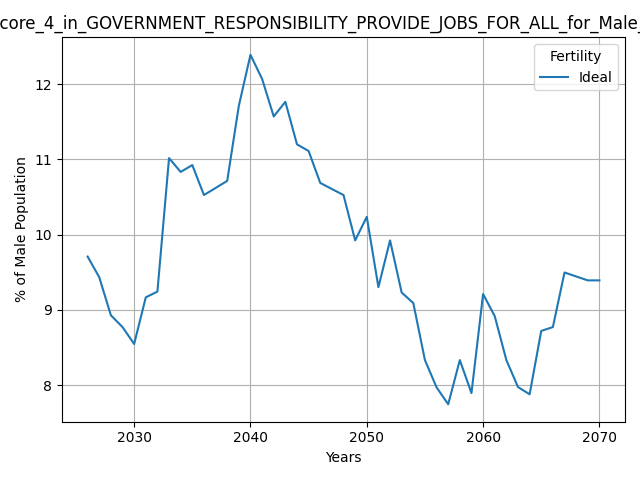 core_4_in_GOVERNMENT_RESPONSIBILITY_PROVIDE_JOBS_FOR_ALL_for_Male_
Fertility
Ideal
% of Male Population
12
11
10
9
8
2030 2040 2050 2060 2070
Years